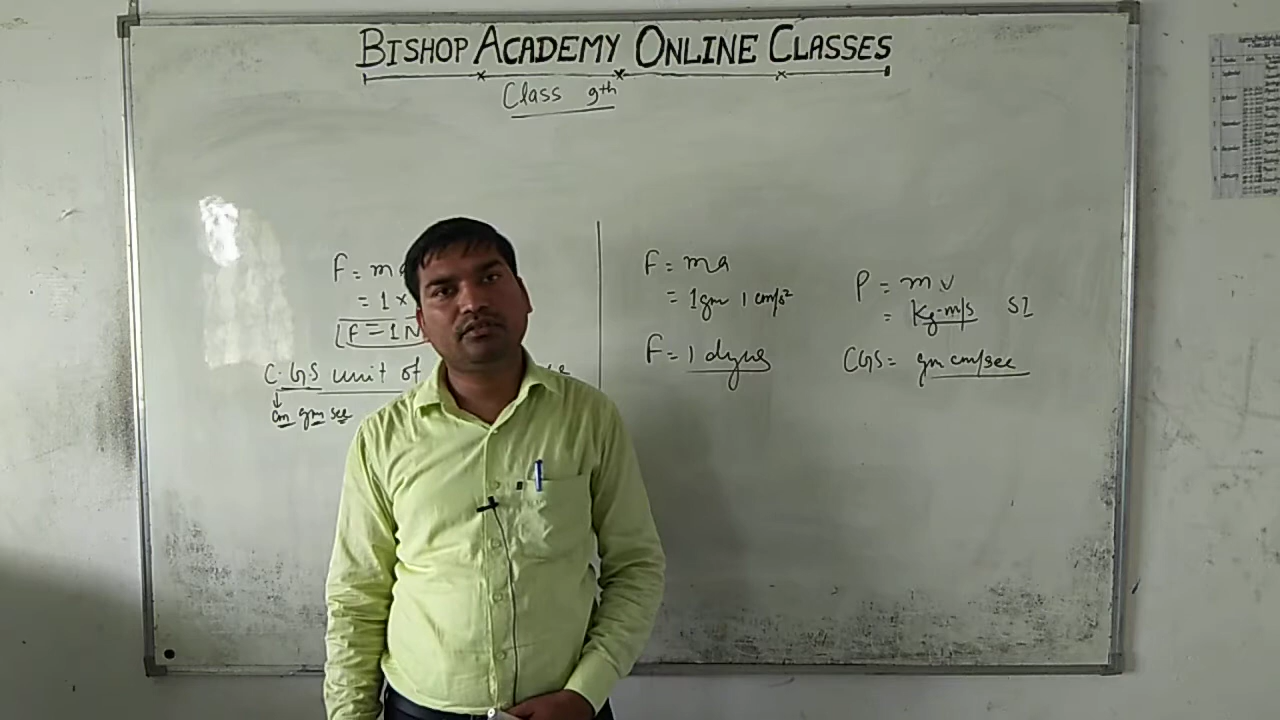 BISHOP ACADEMY ONLINE CLASSES
Class 9th
F = ma
= 1 ×
F = 1 N
C.GS unit of
cm gm sec
F = ma
= 1gm 1 cm/s²
F = 1 dyne
P = mv
= Kg-m/s SI
CGS = gm cm/sec